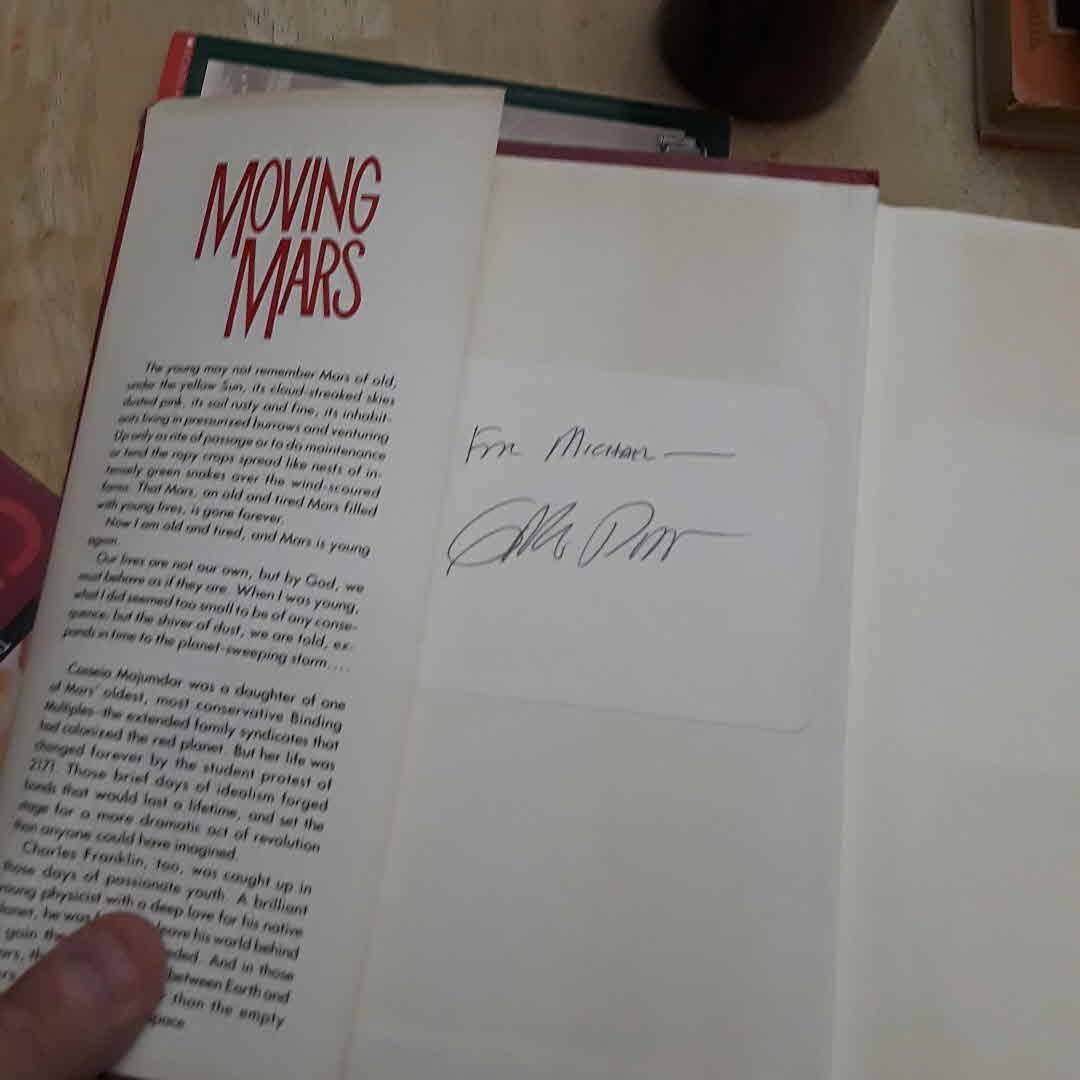 MOVING
MARS
The young may not remember Mars of old,
under the yellow Sun, its cloud-streaked skies
dusted pink, its soil rusty and fine, its inhabit-
ants living in pressurized burrows and venturing
Up only as rite of passage or to do maintenance
or tend the ropy crops spread like nests of in-
tensely green snakes over the wind-scoured
farms. That Mars, an old and tired Mars filled
with young lives, is gone forever.
Now I am old and tired, and Mars is young
again.
Our lives are not our own, but by God, we
must behave as if they are. When I was young,
what I did seemed too small to be of any conse-
quence; but the shiver of dust, we are told, ex-
pands in time to the planet-sweeping storm....
Casseia Majumdar was a daughter of one
of Mars' oldest, most conservative Binding
Multiples—the extended family syndicates that
had colonized the red planet. But her life was
changed forever by the student protest of
2171. Those brief days of idealism forged
bonds that would last a lifetime, and set the
stage for a more dramatic act of revolution
than anyone could have imagined.
Charles Franklin, too, was caught up in
those days of passionate youth. A brilliant
young physicist with a deep love for his native
planet, he was leave his world behind
gain the eded. And in those
between Earth and
than the empty
space
For Michael —